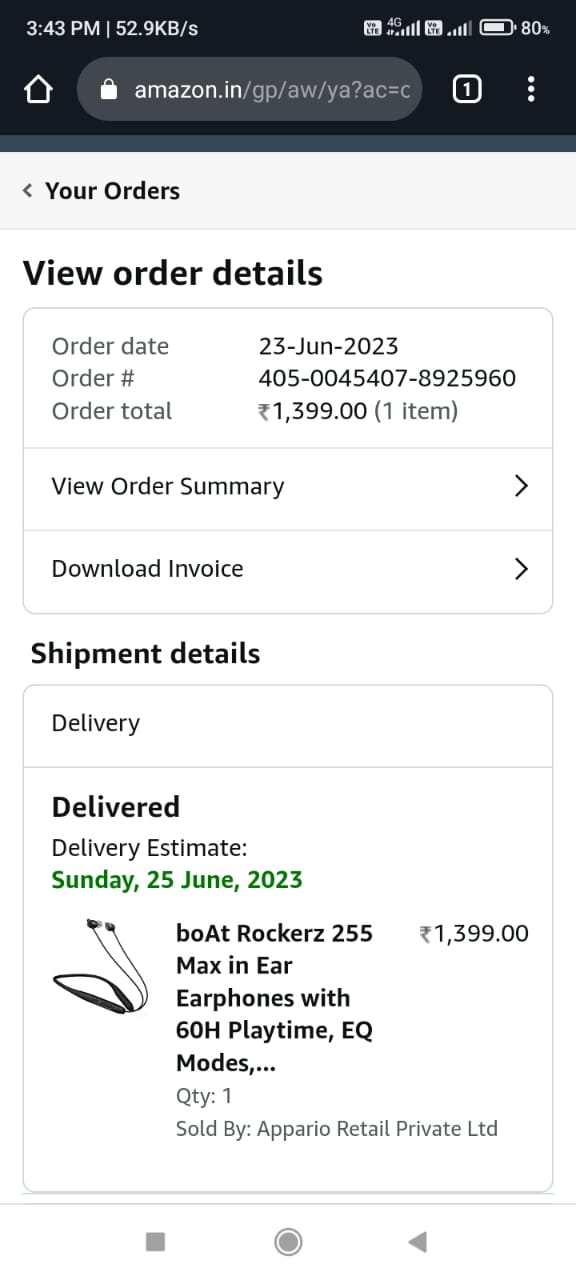 3:43 PM | 52.9KB/s Vo LTE 4G Vo LTE 80%
amazon.in/gp/aw/ya?ac=c 1
Your Orders
View order details
Order date 23-Jun-2023
Order # 405-0045407-8925960
Order total ₹1,399.00 (1 item)
View Order Summary
Download Invoice
Shipment details
Delivery
Delivered
Delivery Estimate:
Sunday, 25 June, 2023
boAt Rockerz 255 ₹1,399.00
Max in Ear
Earphones with
60H Playtime, EQ
Modes,...
Qty: 1
Sold By: Appario Retail Private Ltd